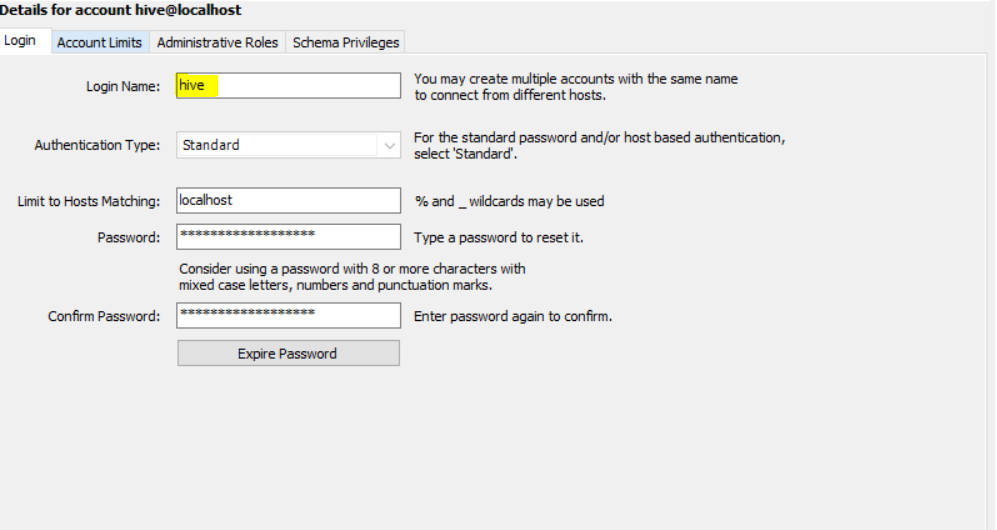 Details for account hive@localhost
Login Account Limits Administrative Roles Schema Privileges
Login Name: hive You may create multiple accounts with the same name
to connect from different hosts.
Authentication Type: Standard For the standard password and/or host based authentication,
select 'Standard'.
Limit to Hosts Matching: localhost % and _ wildcards may be used
Password: ****************** Type a password to reset it.
Consider using a password with 8 or more characters with
mixed case letters, numbers and punctuation marks.
Confirm Password: ****************** Enter password again to confirm.
Expire Password